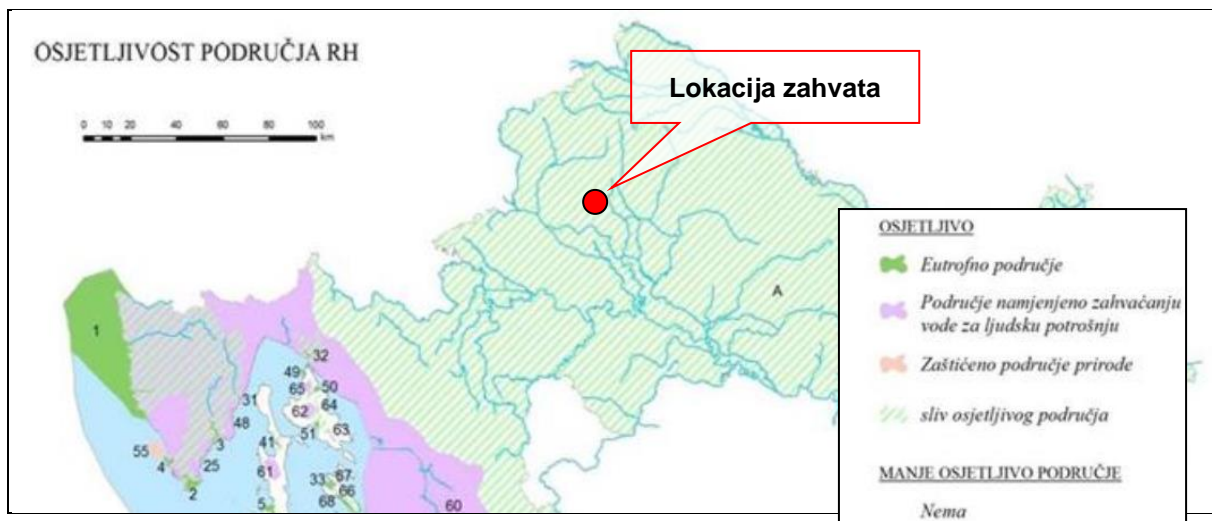 OSJETLJIVOST PODRUČJA RH
0 10 20 40 60 80 100
km
Lokacija zahvata
OSJETLJIVO
Eutrofno područje
Područje namjenjeno zahvaćanju
vode za ljudsku potrošnju
Zaštićeno područje prirode
sliv osjetljivog područja
MANJE OSJETLJIVO PODRUČJE
Nema
A
1
32
49
50
65
31
64
62
48
51
63
3
41
55
4
25
61
67
33
66
2
5
68
60